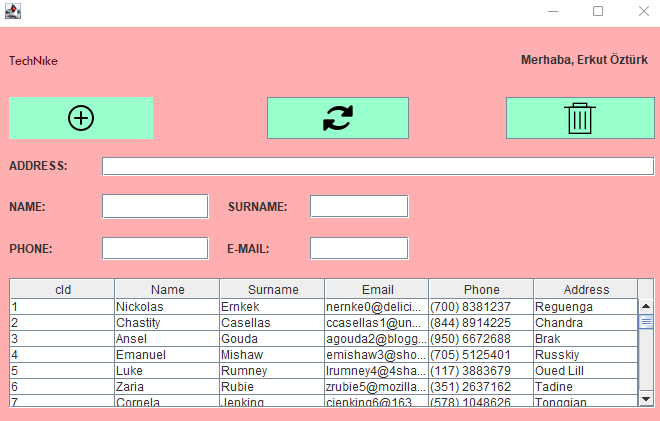 TechNike
Merhaba, Erkut Öztürk
ADDRESS:
NAME:
SURNAME:
PHONE:
E-MAIL:
cId Name Surname Email Phone Address
1 Nickolas Ernkek nernke0@delici... (700) 8381237 Reguenga
2 Chastity Casellas ccasellas1@un... (844) 8914225 Chandra
3 Ansel Gouda agouda2@blogg... (950) 6672688 Brak
4 Emanuel Mishaw emishaw3@sho... (705) 5125401 Russkiy
5 Luke Rumney lrumney4@4sha... (117) 3883679 Oued Lill
6 Zaria Rubie zrubie5@mozilla... (351) 2637162 Tadine
7 Cornela Jenking cjenking6@163... (578) 1048626 Tongqian